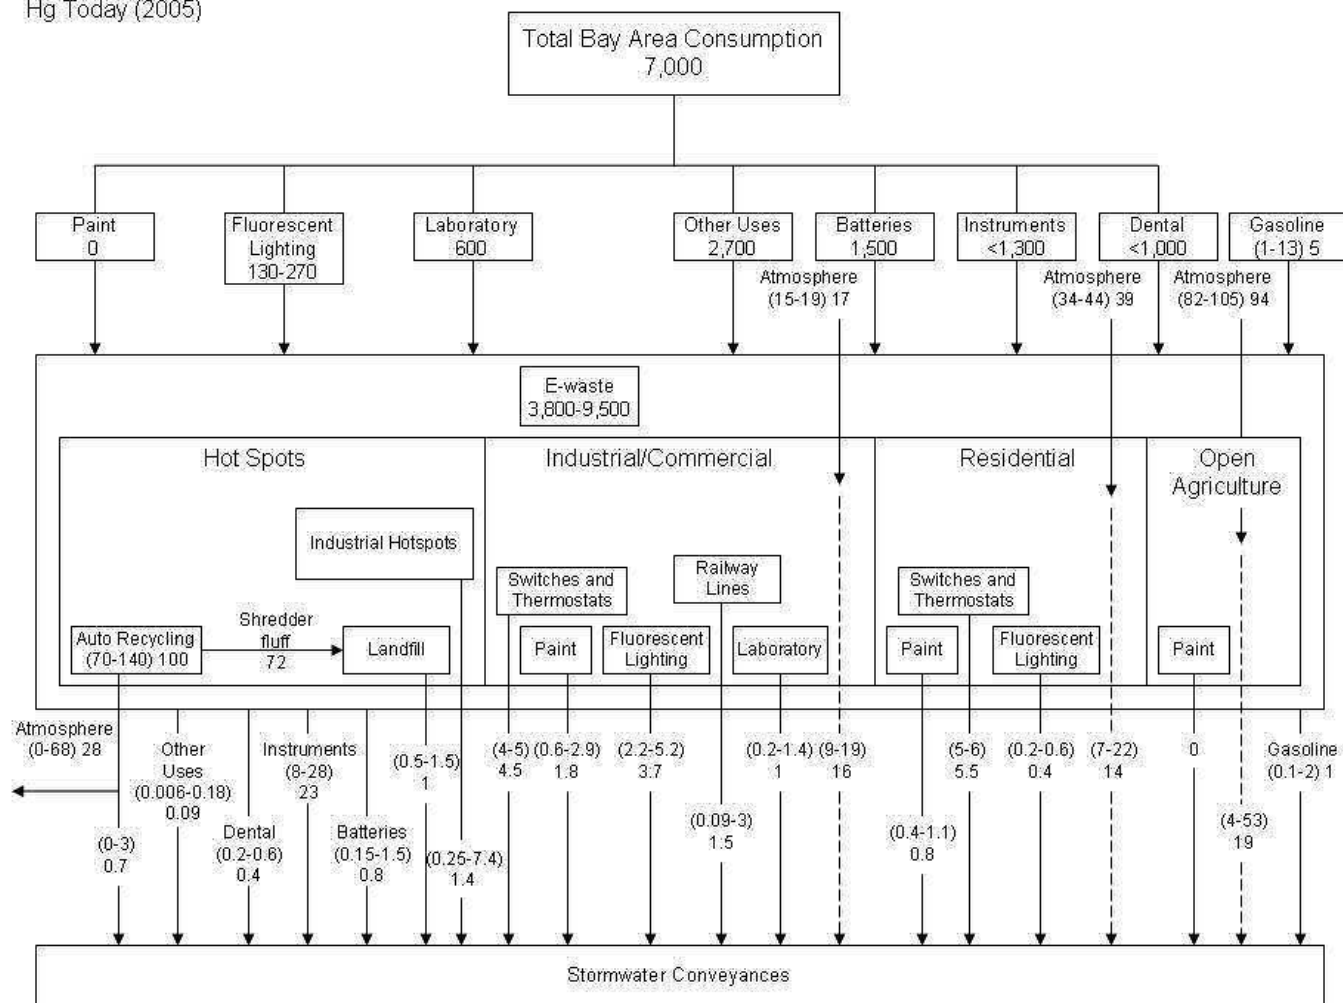 Hg Today (2005)
Total Bay Area Consumption
7,000
Paint
0
Fluorescent
Lighting
130-270
Laboratory
600
Other Uses
2,700
Batteries
1,500
Instruments
<1,300
Dental
<1,000
Gasoline
(1-13) 5
Atmosphere
(15-19) 17
Atmosphere
(34-44) 39
Atmosphere
(82-105) 94
E-waste
3,800-9,500
Hot Spots
Industrial/Commercial
Residential
Open
Agriculture
Industrial Hotspots
Auto Recycling
(70-140) 100
Shredder
fluff
72
Landfill
Switches and
Thermostats
Paint
Fluorescent
Lighting
Railway
Lines
Laboratory
Switches and
Thermostats
Paint
Fluorescent
Lighting
Paint
Atmosphere
(0-68) 28
(0-3)
0.7
Other
Uses
(0.006-0.18)
0.09
Dental
(0.2-0.6)
0.4
Instruments
(8-28)
23
Batteries
(0.15-1.5)
0.8
(0.5-1.5)
1
(0.25-7.4)
1.4
(4-5)
4.5
(0.6-2.9)
1.8
(2.2-5.2)
3.7
(0.09-3)
1.5
(0.2-1.4)
1
(9-19)
16
(0.4-1.1)
0.8
(5-6)
5.5
(0.2-0.6)
0.4
(7-22)
14
0
(4-53)
19
Gasoline
(0.1-2) 1
Stormwater Conveyances